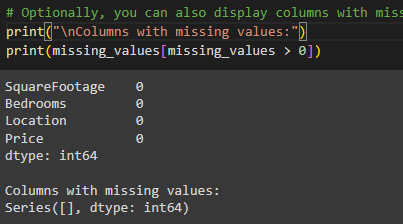 # Optionally, you can also display columns with miss
print("\nColumns with missing values:")
print(missing_values[missing_values > 0])
SquareFootage    0
Bedrooms         0
Location         0
Price            0
dtype: int64
Columns with missing values:
Series([], dtype: int64)